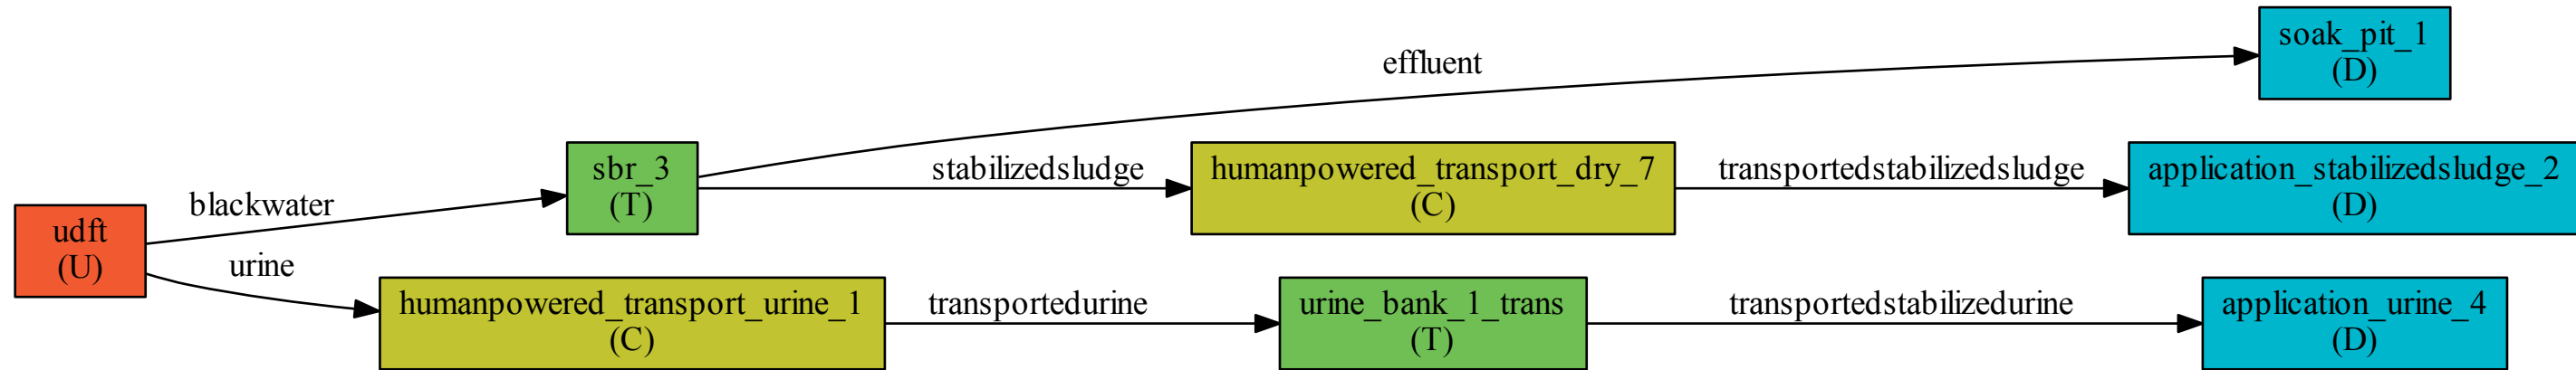 soak_pit_1
(D)
effluent
sbr_3
(T)
stabilizedsludge
humanpowered_transport_dry_7
(C)
transportedstabilizedsludge
application_stabilizedsludge_2
(D)
blackwater
udft
(U)
urine
humanpowered_transport_urine_1
(C)
transportedurine
urine_bank_1_trans
(T)
transportedstabilizedurine
application_urine_4
(D)